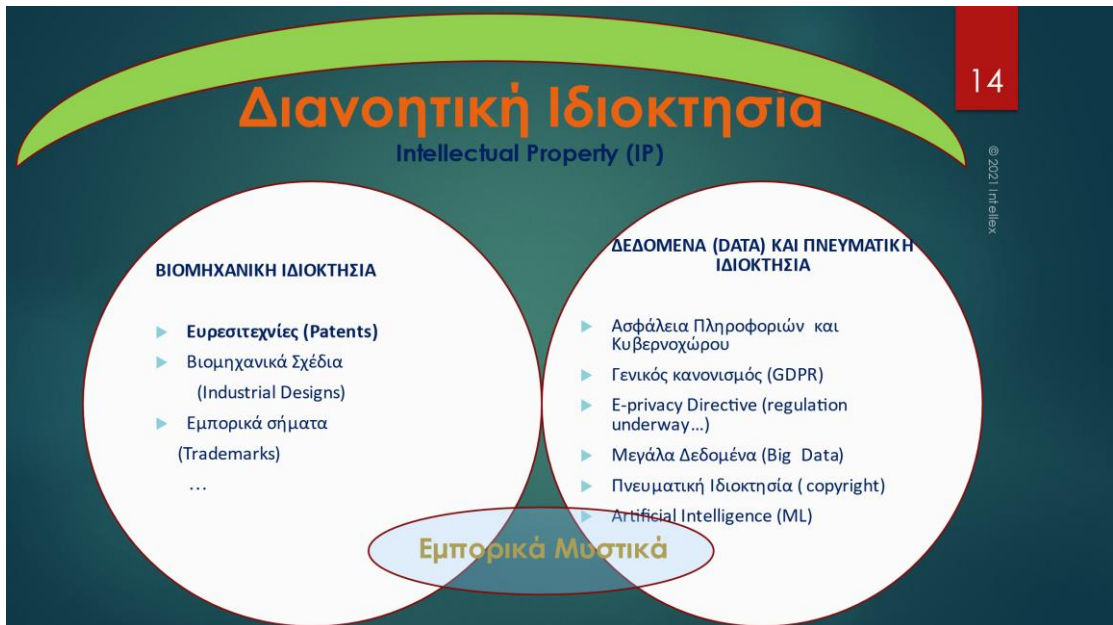 14
Διανοητική Ιδιοκτησία
Intellectual Property (IP)
© 2021 Intellex
ΒΙΟΜΗΧΑΝΙΚΗ ΙΔΙΟΚΤΗΣΙΑ
Ευρεσιτεχνίες (Patents)
Βιομηχανικά Σχέδια
(Industrial Designs)
Εμπορικά σήματα
(Trademarks)
…
ΔΕΔΟΜΕΝΑ (DATA) ΚΑΙ ΠΝΕΥΜΑΤΙΚΗ
ΙΔΙΟΚΤΗΣΙΑ
Ασφάλεια Πληροφοριών και
Κυβερνοχώρου
Γενικός κανονισμός (GDPR)
E-privacy Directive (regulation
underway…)
Μεγάλα Δεδομένα (Big Data)
Πνευματική Ιδιοκτησία ( copyright)
Artificial Intelligence (ML)
Εμπορικά Μυστικά